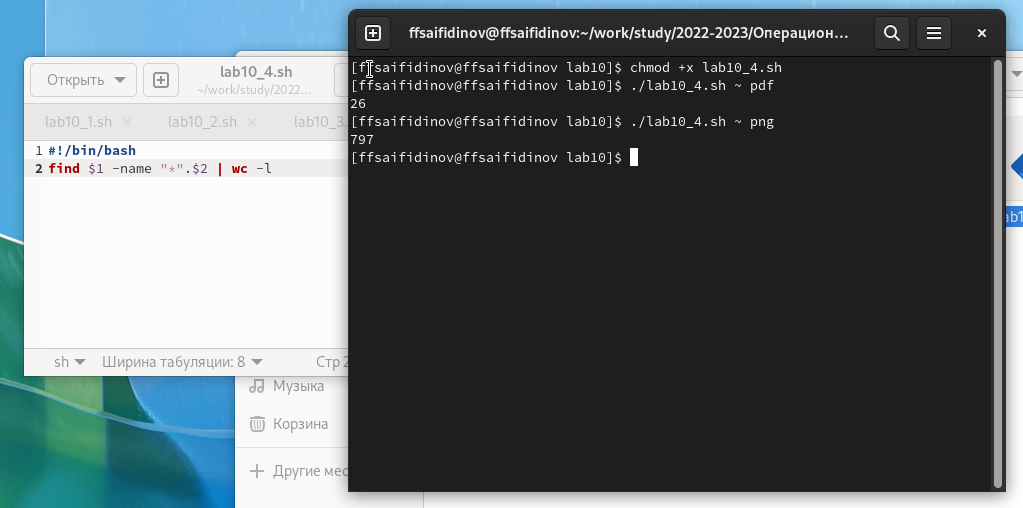 Открыть
lab10_4.sh
~/work/study/2022…
lab10_1.sh
lab10_2.sh
lab10_3.
1 #!/bin/bash
2 find $1 -name "*".$2 | wc -l
sh
Ширина табуляции: 8
Стр 2
Музыка
Корзина
Другие мес
ffsaifidinov@ffsaifidinov:~/work/study/2022-2023/Операцион…
[ffsaifidinov@ffsaifidinov lab10]$ chmod +x lab10_4.sh
[ffsaifidinov@ffsaifidinov lab10]$ ./lab10_4.sh ~ pdf
26
[ffsaifidinov@ffsaifidinov lab10]$ ./lab10_4.sh ~ png
797
[ffsaifidinov@ffsaifidinov lab10]$